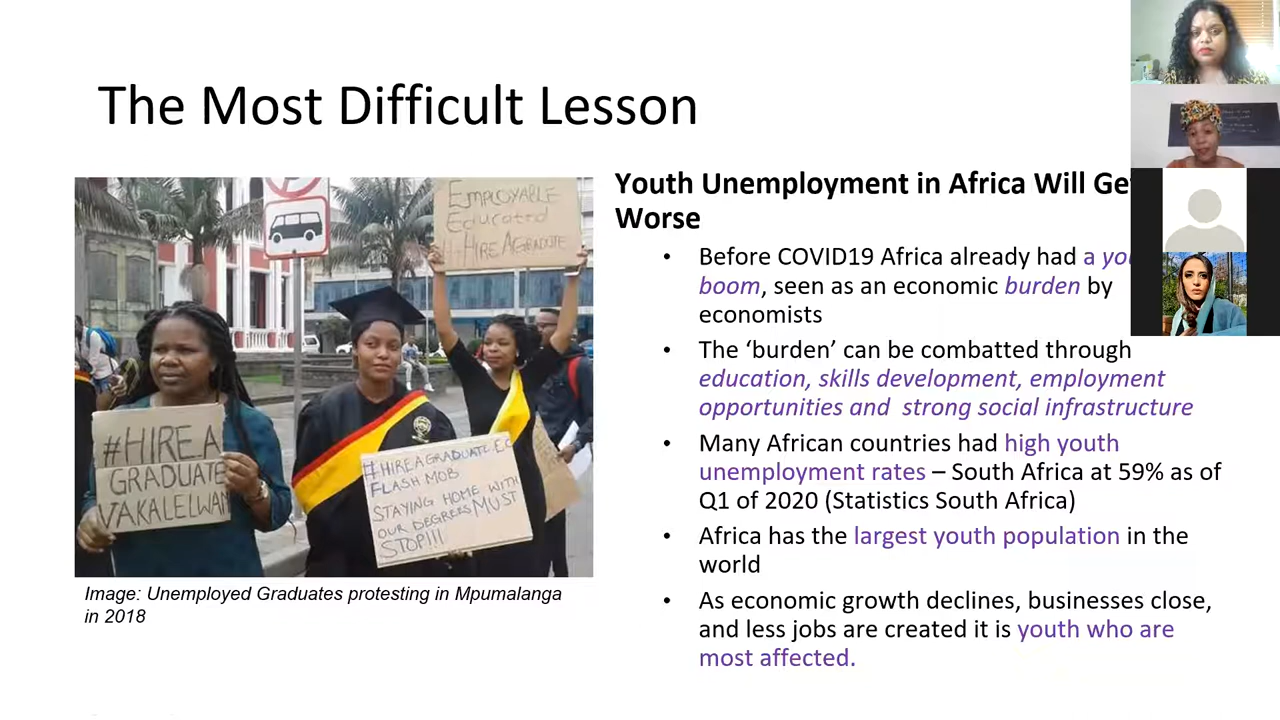 The Most Difficult Lesson
EMPLOYABLE
Educated
#HIRE A GRADUATE
#HIRE A
GRADUATE
VAKALELWANI
#HIREAGRADUATE.EC
FLASH MOB
STAYING HOME WITH
OUR DEGREES MUST
STOP!!!
Image: Unemployed Graduates protesting in Mpumalanga
in 2018
Youth Unemployment in Africa Will Get
Worse
• Before COVID19 Africa already had a
boom, seen as an economic burden by
economists
• The ‘burden’ can be combatted through
education, skills development, employment
opportunities and strong social infrastructure
• Many African countries had high youth
unemployment rates – South Africa at 59% as of
Q1 of 2020 (Statistics South Africa)
• Africa has the largest youth population in the
world
• As economic growth declines, businesses close,
and less jobs are created it is youth who are
most affected.